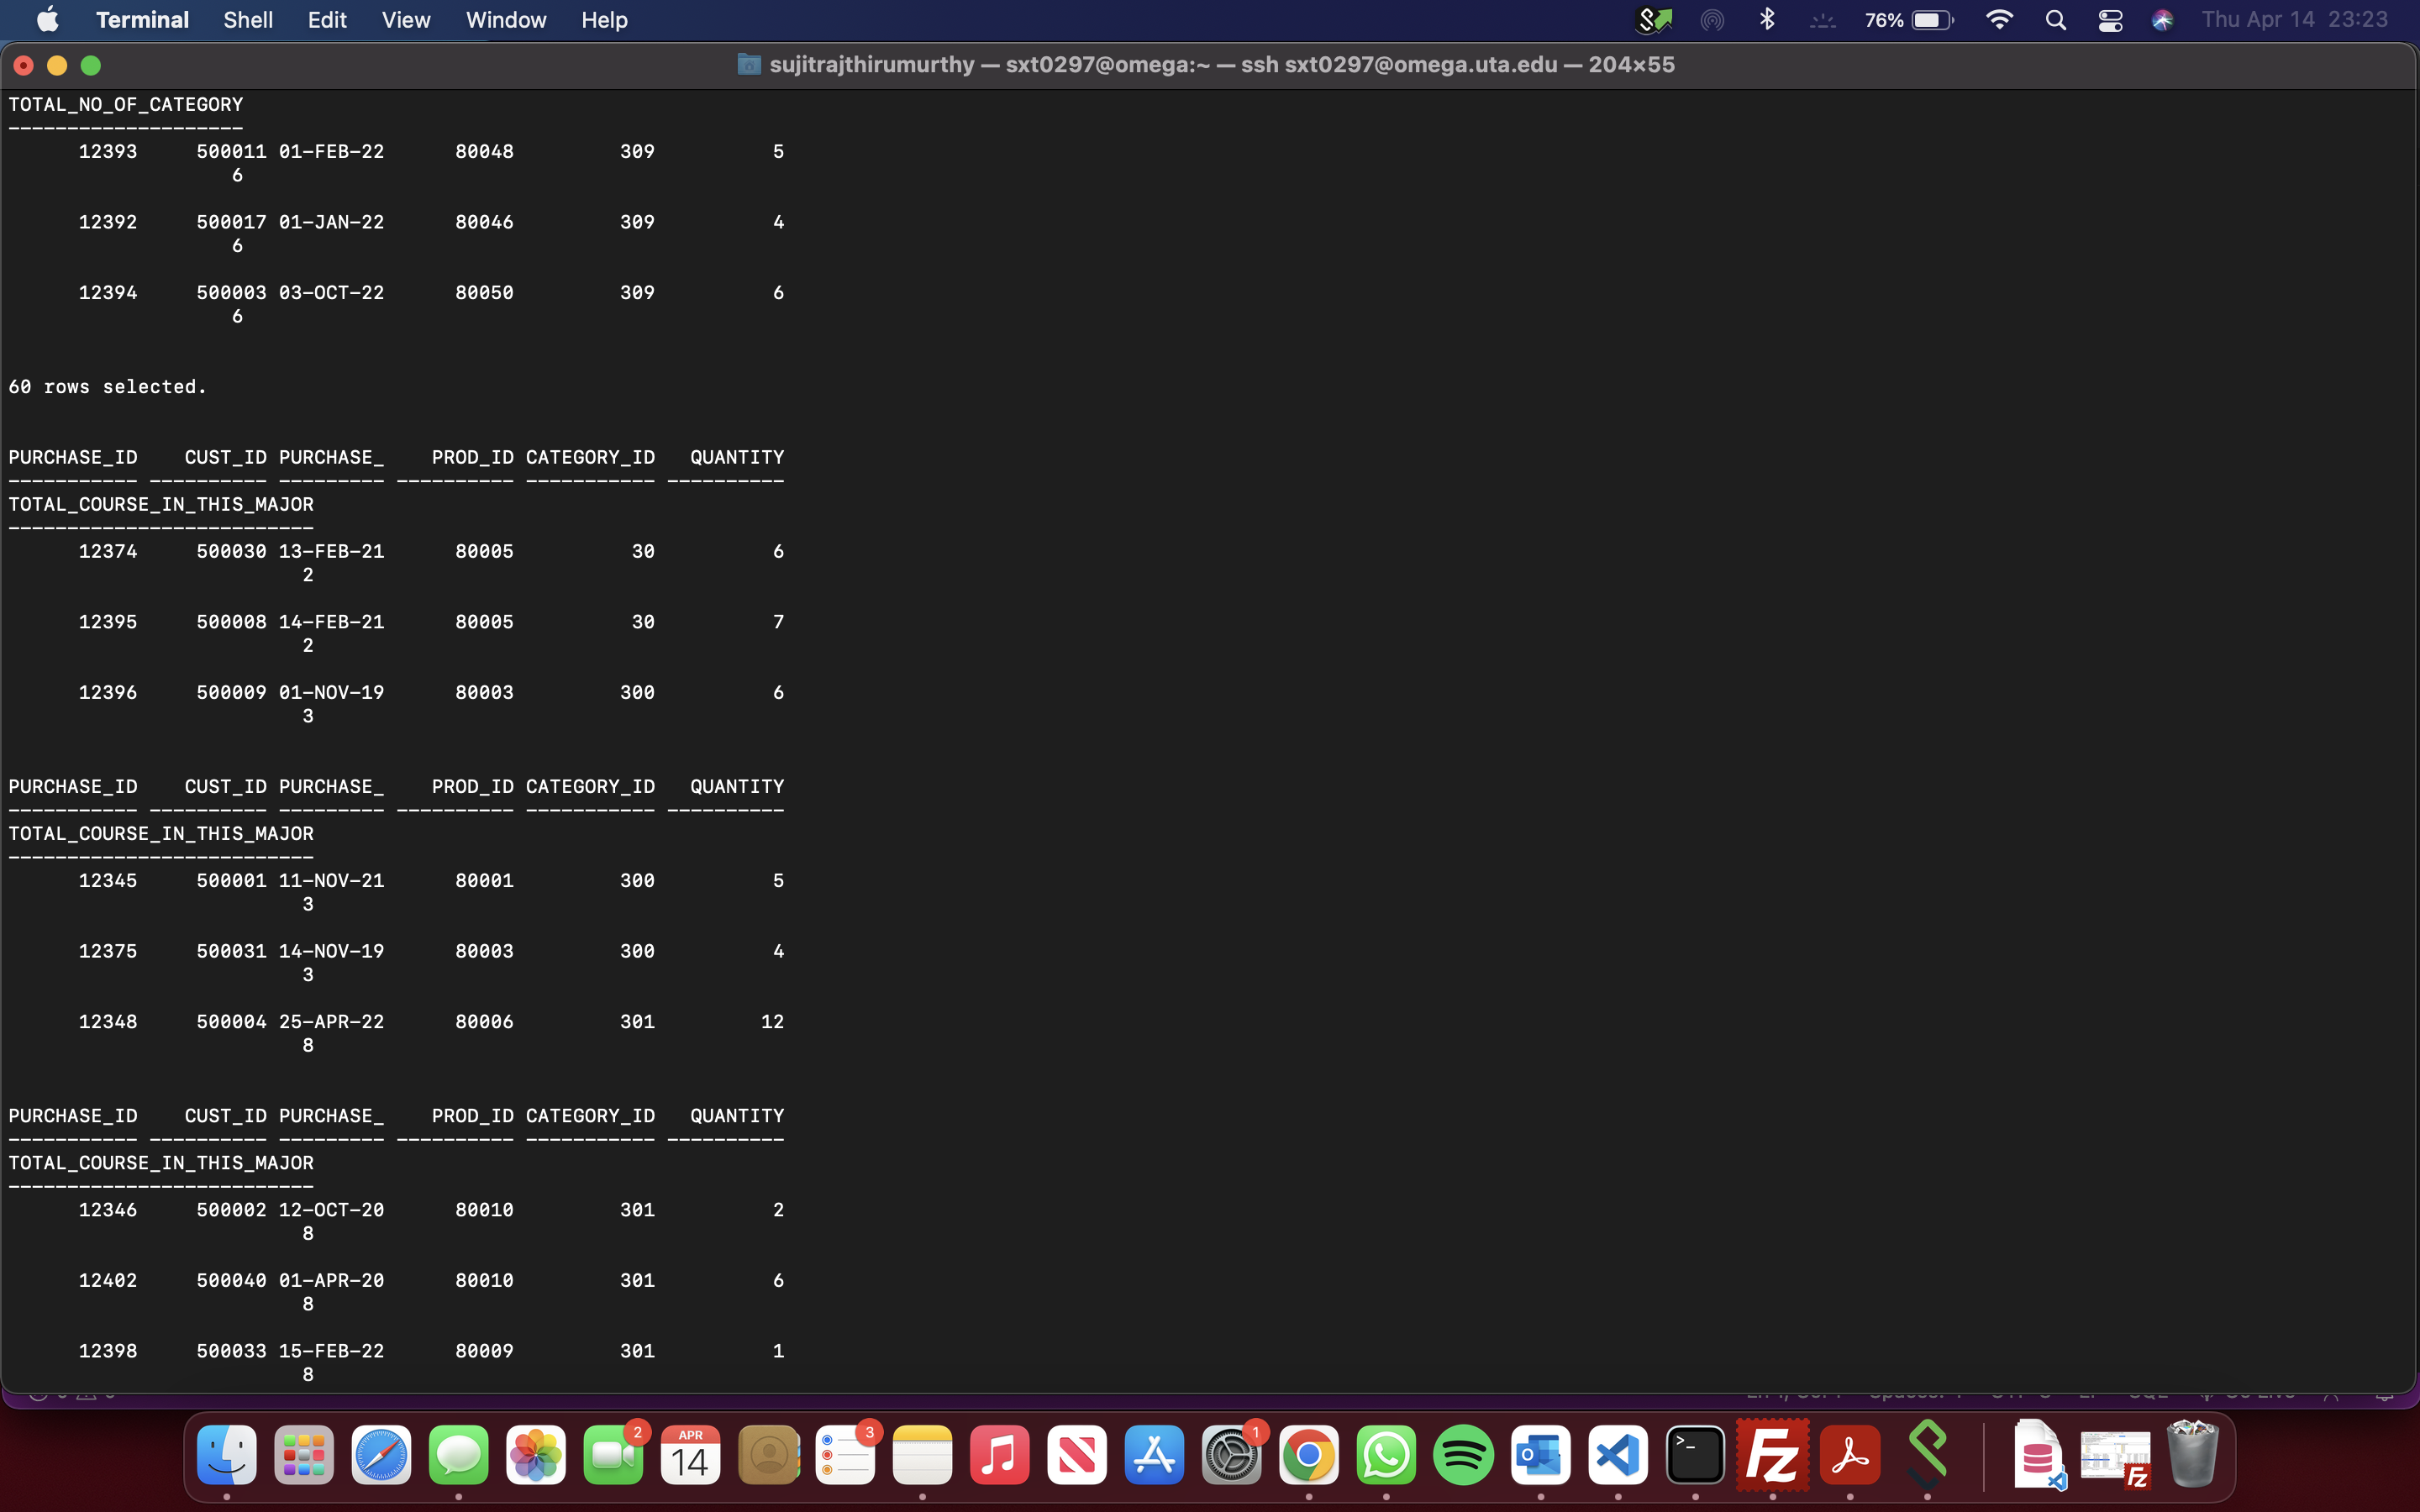 Terminal Shell Edit View Window Help 76% Thu Apr 14 23:23
sujitrajthirumurthy — sxt0297@omega:~ — ssh sxt0297@omega.uta.edu — 204×55
TOTAL_NO_OF_CATEGORY
--------------------
12393 500011 01-FEB-22 80048 309 5
6
12392 500017 01-JAN-22 80046 309 4
6
12394 500003 03-OCT-22 80050 309 6
6
60 rows selected.
PURCHASE_ID CUST_ID PURCHASE_ PROD_ID CATEGORY_ID QUANTITY
----------- ---------- --------- ---------- ----------- ----------
TOTAL_COURSE_IN_THIS_MAJOR
--------------------------
12374 500030 13-FEB-21 80005 30 6
2
12395 500008 14-FEB-21 80005 30 7
2
12396 500009 01-NOV-19 80003 300 6
3
PURCHASE_ID CUST_ID PURCHASE_ PROD_ID CATEGORY_ID QUANTITY
----------- ---------- --------- ---------- ----------- ----------
TOTAL_COURSE_IN_THIS_MAJOR
--------------------------
12345 500001 11-NOV-21 80001 300 5
3
12375 500031 14-NOV-19 80003 300 4
3
12348 500004 25-APR-22 80006 301 12
8
PURCHASE_ID CUST_ID PURCHASE_ PROD_ID CATEGORY_ID QUANTITY
----------- ---------- --------- ---------- ----------- ----------
TOTAL_COURSE_IN_THIS_MAJOR
--------------------------
12346 500002 12-OCT-20 80010 301 2
8
12402 500040 01-APR-20 80010 301 6
8
12398 500033 15-FEB-22 80009 301 1
8
2 APR 14 3 1